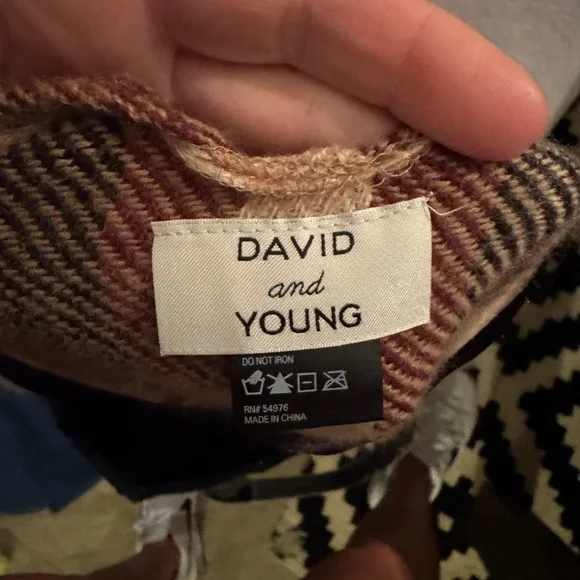 DAVID
and
YOUNG
DO NOT IRON
RN# 54976
MADE IN CHINA